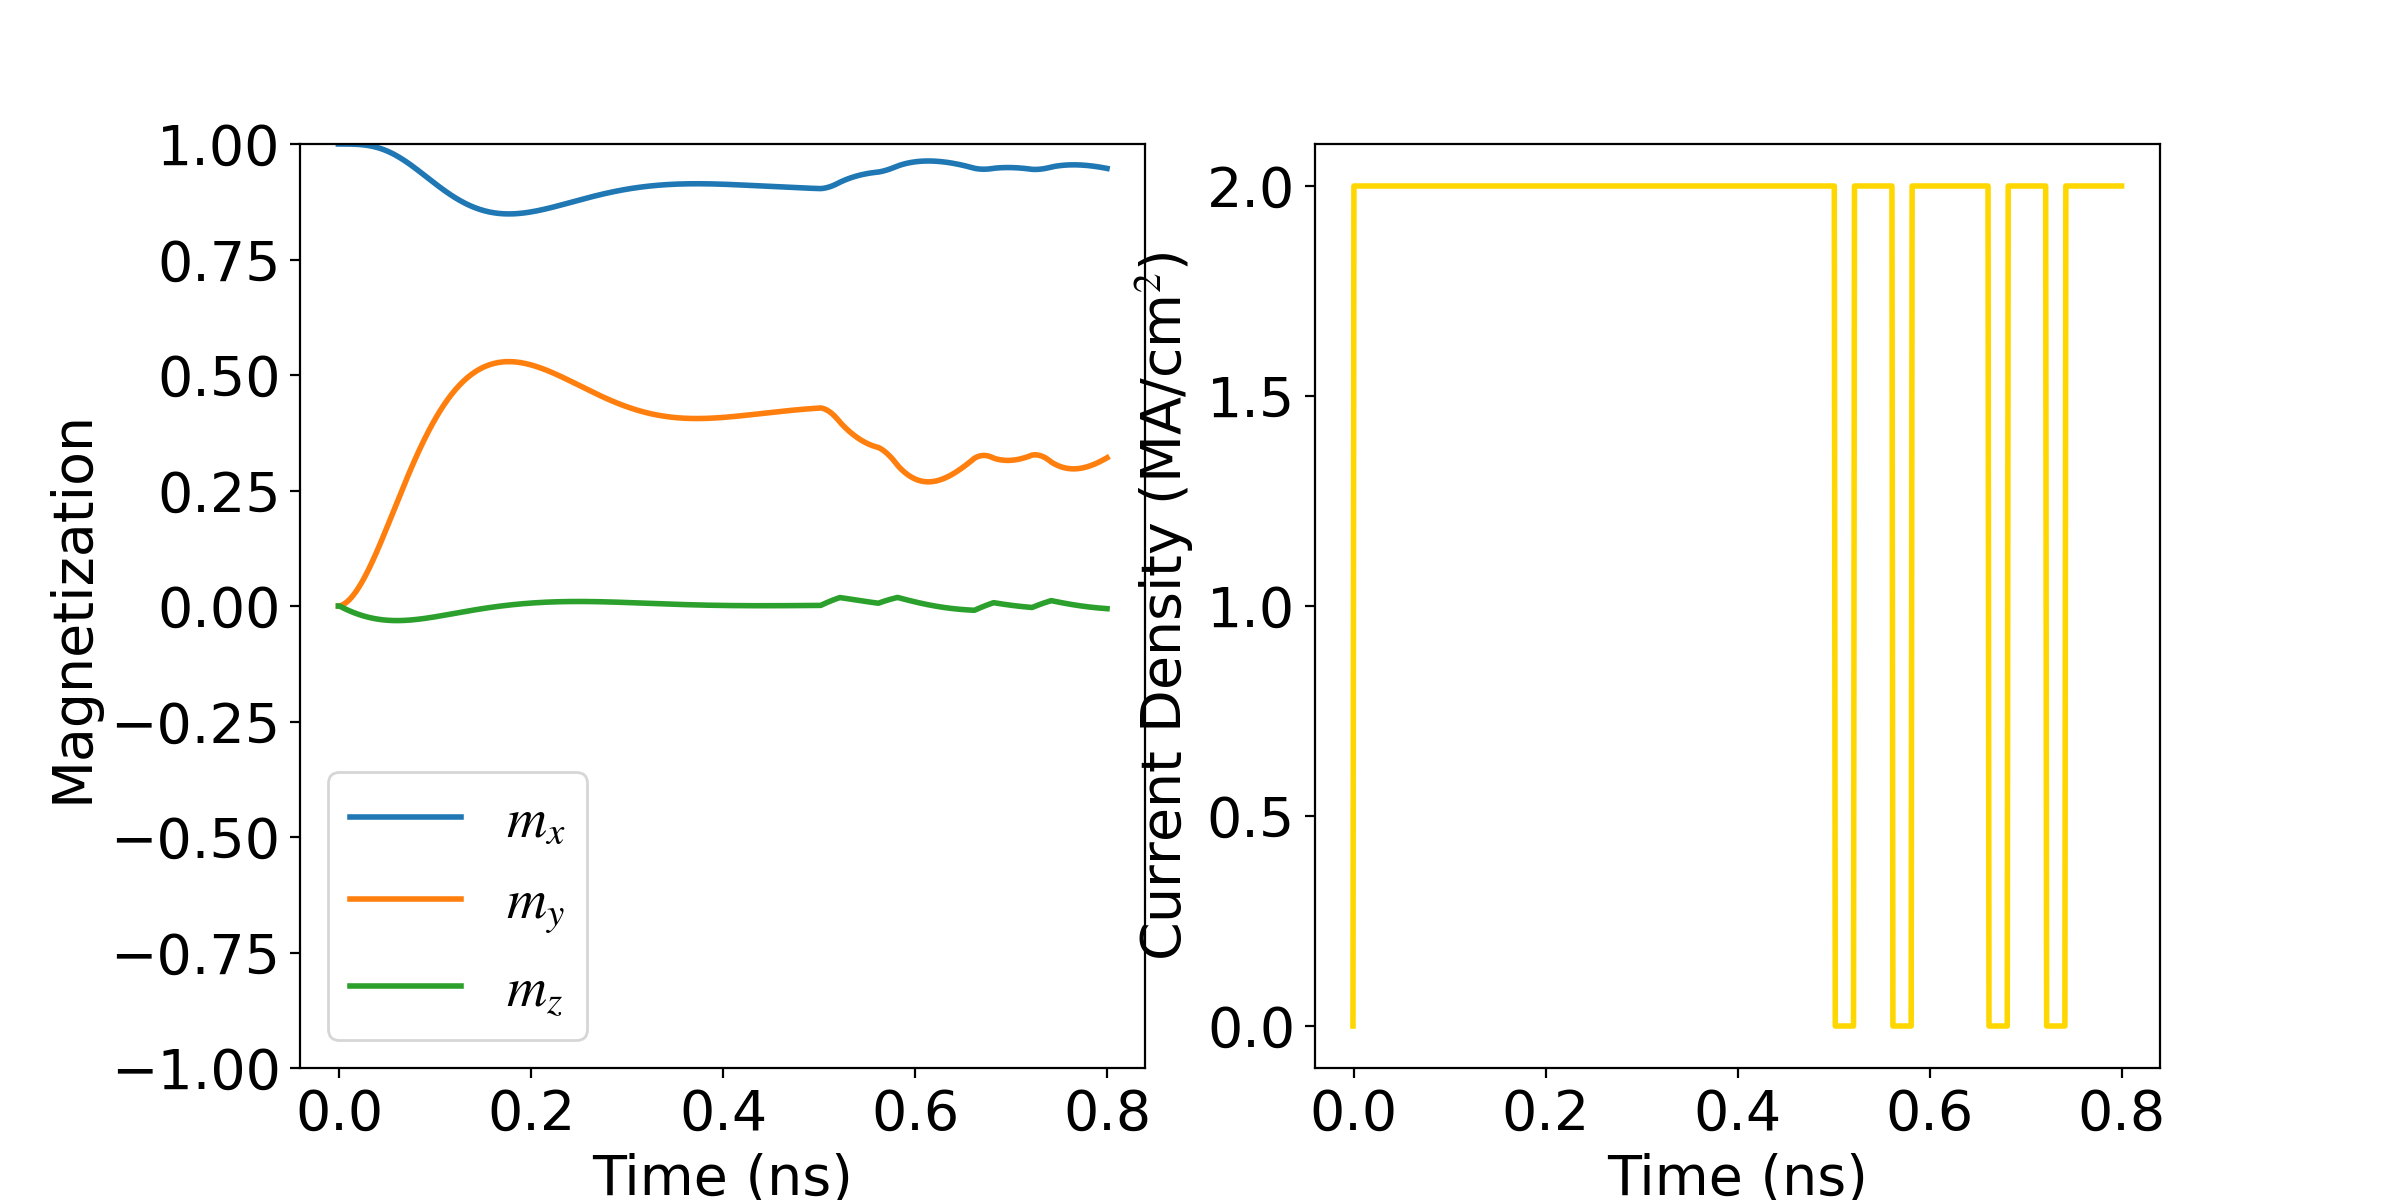 1.00
0.75
0.50
0.25
0.00
−0.25
−0.50
−0.75
−1.00
Magnetization
m_x
m_y
m_z
0.0 0.2 0.4 0.6 0.8
Time (ns)
2.0
1.5
1.0
0.5
0.0
Current Density (MA/cm²)
0.0 0.2 0.4 0.6 0.8
Time (ns)